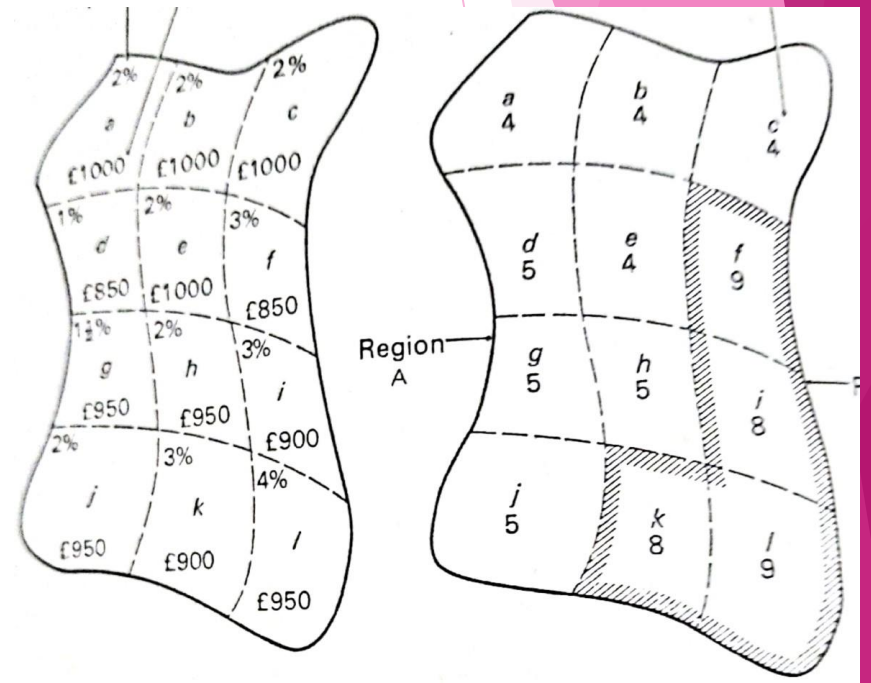 2% 2% 2%
a b c
£1000 £1000 £1000
1% 2% 3%
d e f
£850 £1000 £850
1½% 2% 3%
g h i
£950 £950 £900
2% 3% 4%
j k l
£950 £900 £950
a b c
4 4 4
d e f
5 4 9
Region
A
g h i
5 5 8
j k l
5 8 9